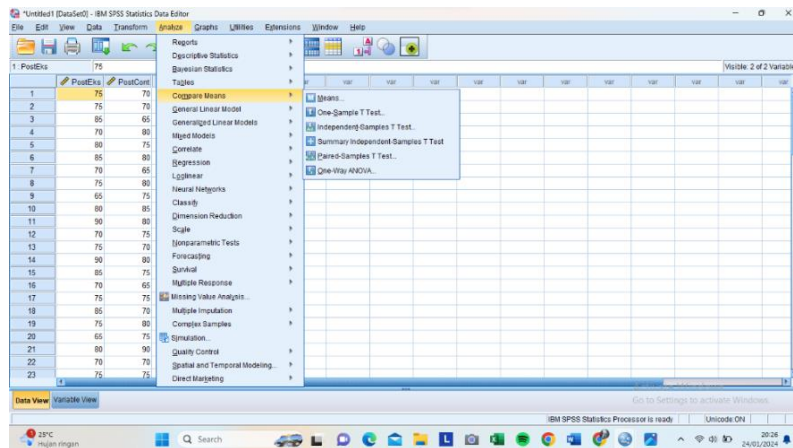 *Untitled1 [DataSet0] - IBM SPSS Statistics Data Editor
File Edit View Data Transform Analyze Graphs Utilities Extensions Window Help
1 : PostEks 75 Visible: 2 of 2 Variable
PostEks PostCont var var var var var var var var
Reports
Descriptive Statistics
Bayesian Statistics
Tables
Compare Means
General Linear Model
Generalized Linear Models
Mixed Models
Correlate
Regression
Loglinear
Neural Networks
Classify
Dimension Reduction
Scale
Nonparametric Tests
Forecasting
Survival
Multiple Response
Missing Value Analysis...
Multiple Imputation
Complex Samples
Simulation...
Quality Control
Spatial and Temporal Modeling...
Direct Marketing
Means...
One-Sample T Test...
Independent-Samples T Test...
Summary Independent-Samples T Test
Paired-Samples T Test...
One-Way ANOVA...
1 75 70
2 75 70
3 85 65
4 70 80
5 80 75
6 85 80
7 70 65
8 75 80
9 65 75
10 80 85
11 90 80
12 70 75
13 75 70
14 90 80
15 85 75
16 70 65
17 75 75
18 85 70
19 75 80
20 65 75
21 80 90
22 70 70
23 75 75
Data View Variable View
Go to Settings to activate Windows.
IBM SPSS Statistics Processor is ready Unicode:ON
25°C
Hujan ringan
Search
20:26
24/01/2024